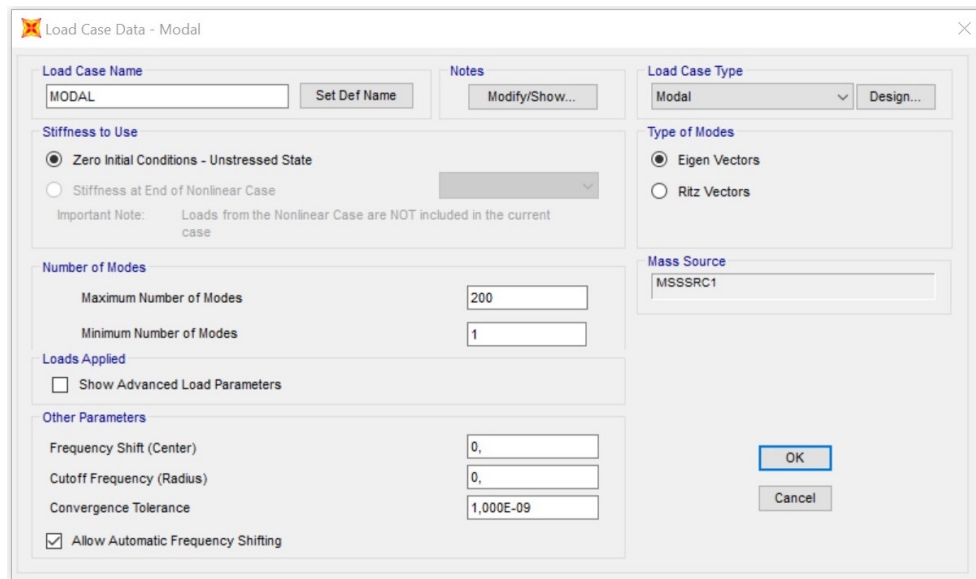 Load Case Data - Modal
Load Case Name
MODAL
Set Def Name
Notes
Modify/Show...
Load Case Type
Modal
Design...
Stiffness to Use
Zero Initial Conditions - Unstressed State
Stiffness at End of Nonlinear Case
Important Note: Loads from the Nonlinear Case are NOT included in the current
case
Type of Modes
Eigen Vectors
Ritz Vectors
Number of Modes
Maximum Number of Modes 200
Minimum Number of Modes 1
Mass Source
MSSSRC1
Loads Applied
Show Advanced Load Parameters
Other Parameters
Frequency Shift (Center) 0,
Cutoff Frequency (Radius) 0,
Convergence Tolerance 1,000E-09
Allow Automatic Frequency Shifting
OK
Cancel